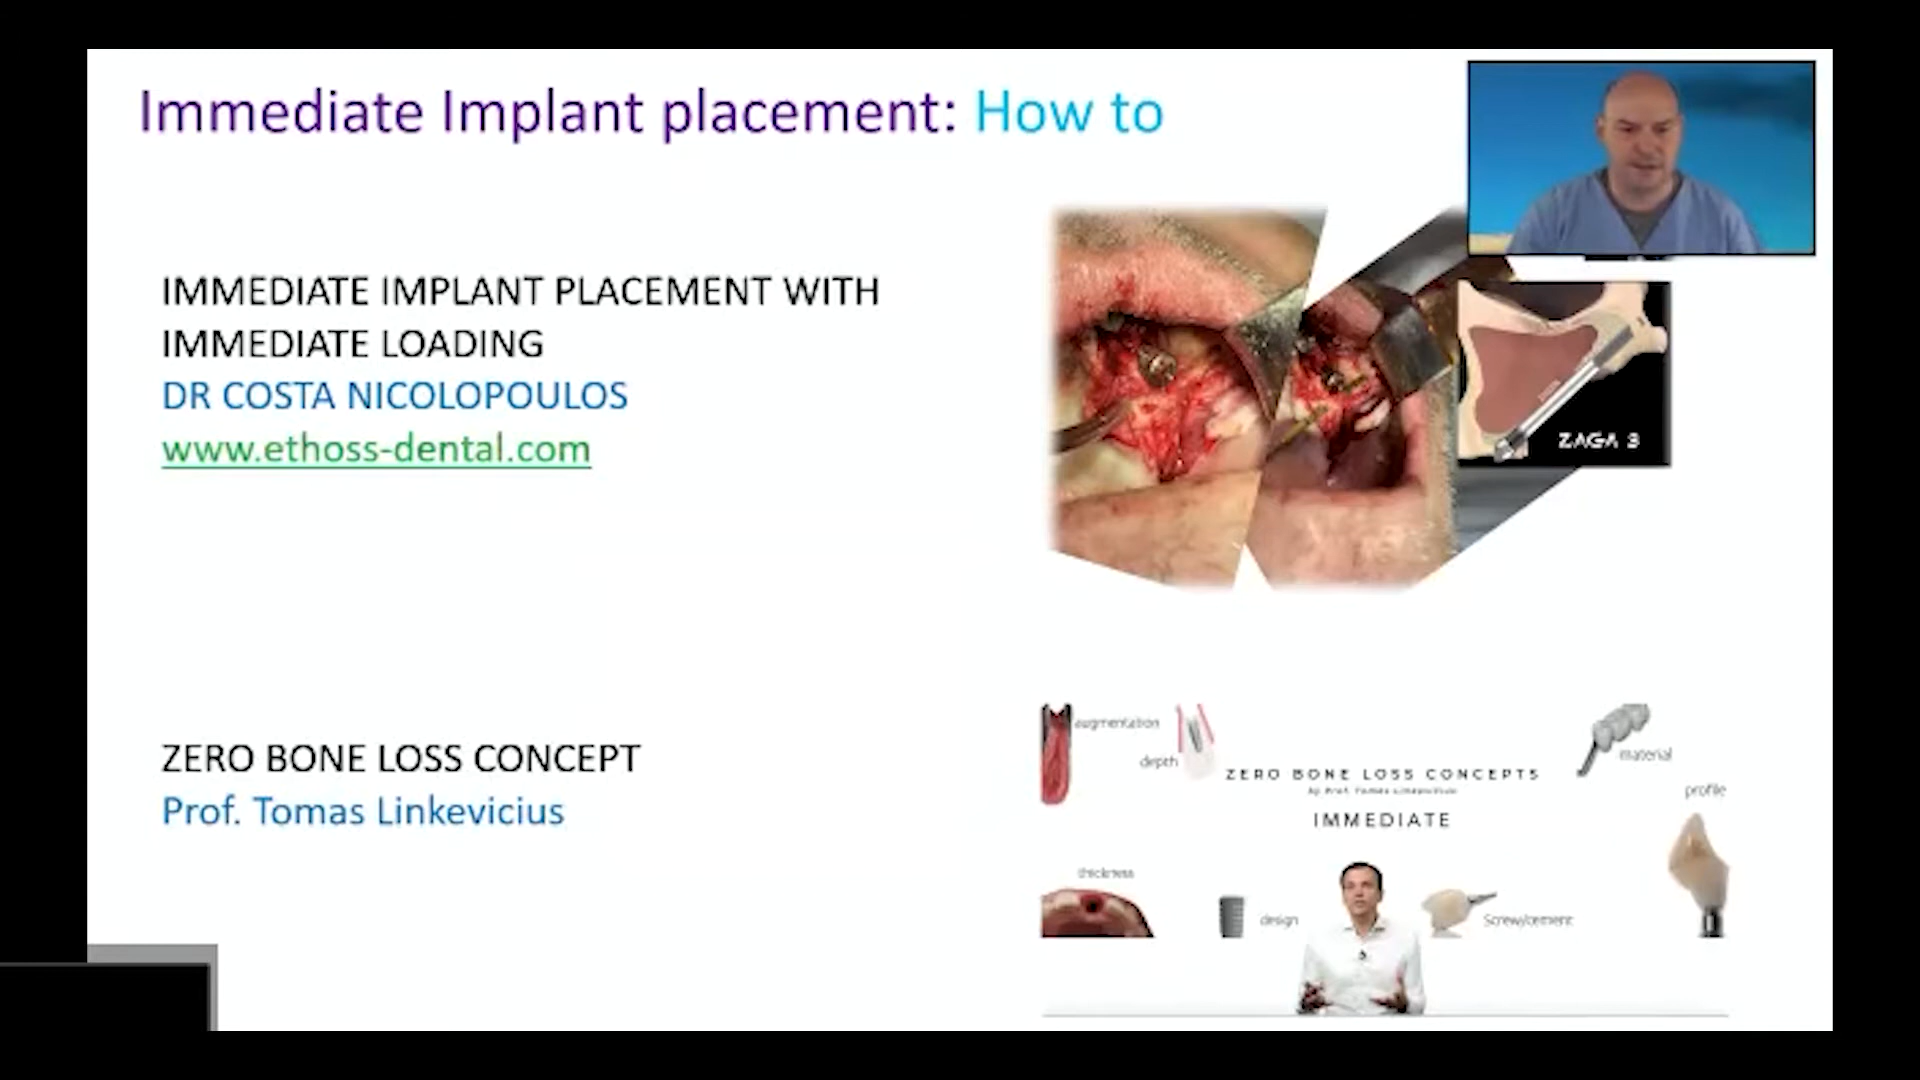 Immediate Implant placement: How to
IMMEDIATE IMPLANT PLACEMENT WITH
IMMEDIATE LOADING
DR COSTA NICOLOPOULOS
www.ethoss-dental.com
ZAGA 3
ZERO BONE LOSS CONCEPT
Prof. Tomas Linkevicius
augmentation
depth
ZERO BONE LOSS CONCEPTS
by Prof. Tomas Linkevicius
IMMEDIATE
material
profile
thickness
design
Screw/cement